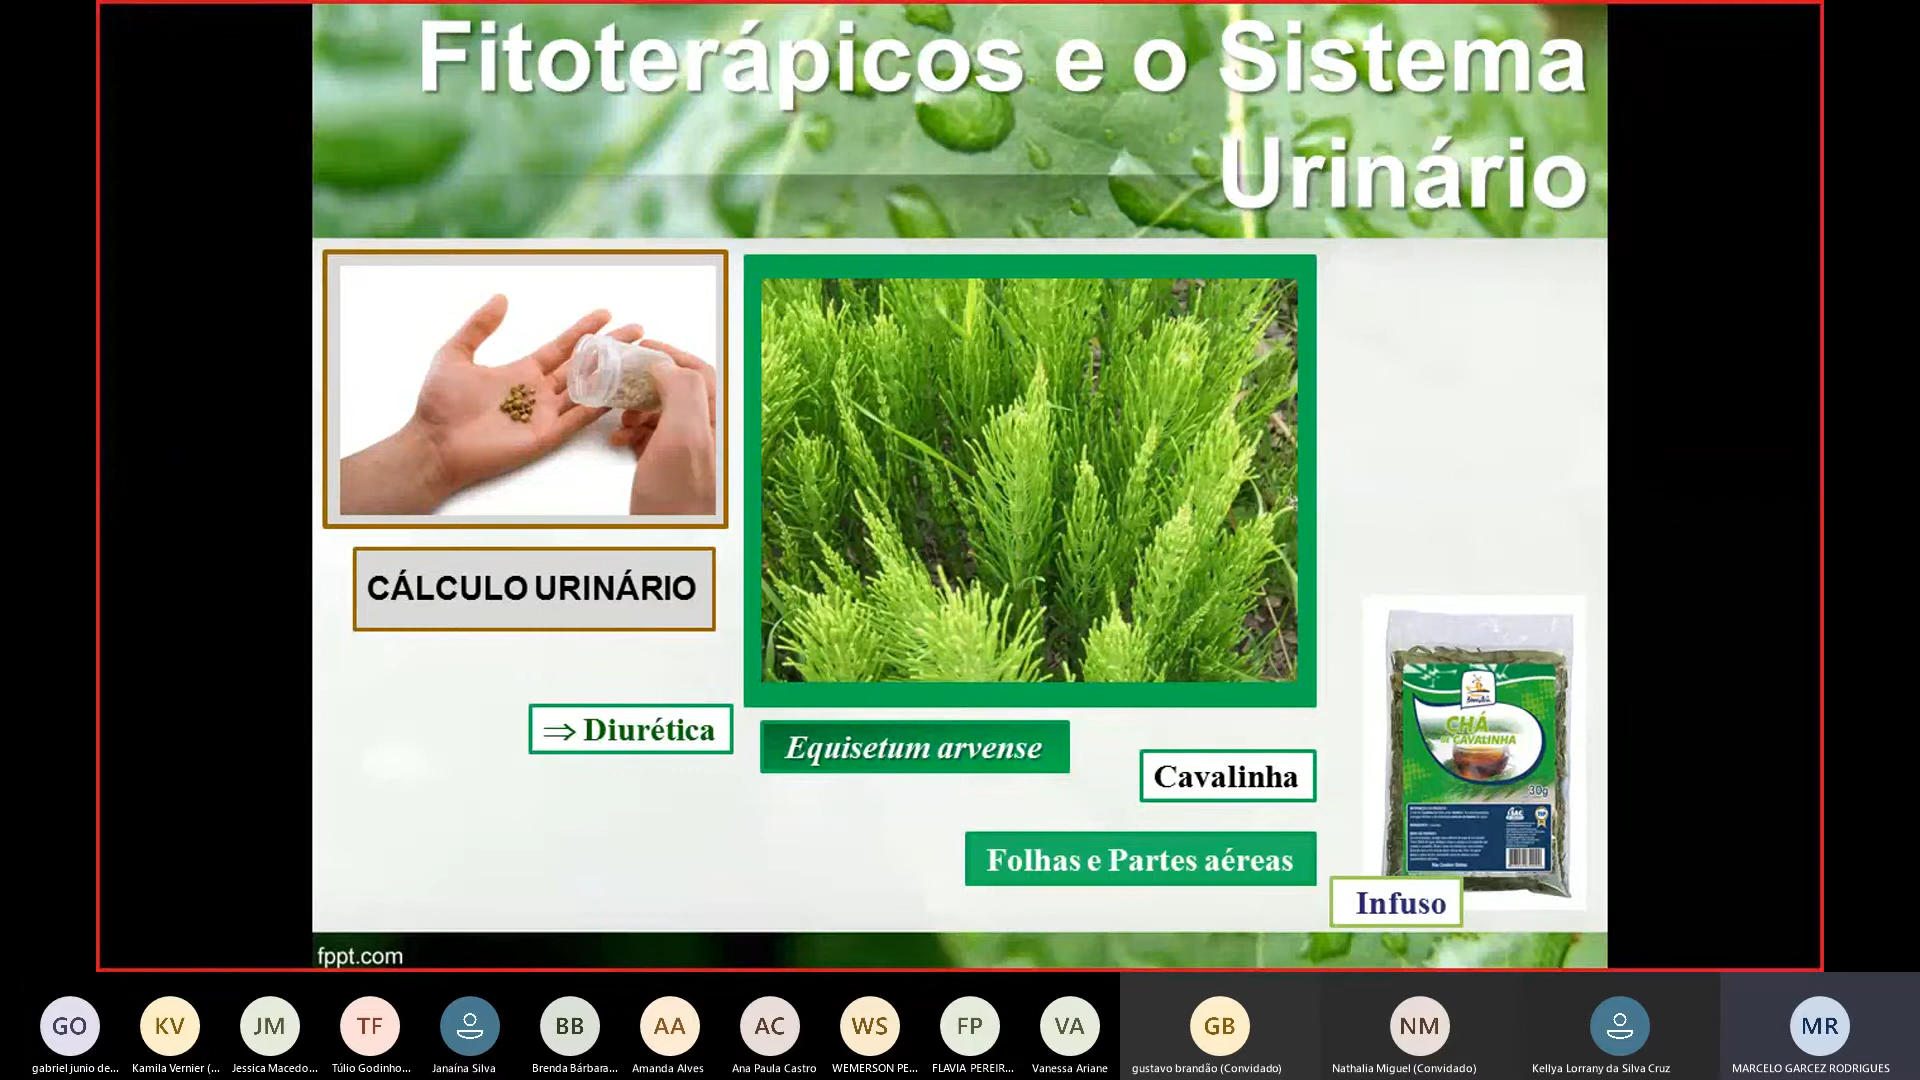 Fitoterápicos e o Sistema
Urinário
CÁLCULO URINÁRIO
⇒ Diurética
Equisetum arvense
Cavalinha
Folhas e Partes aéreas
CHÁ
DE CAVALINHA
30g
Infuso
fppt.com
GO
KV
JM
TF
BB
AA
AC
WS
FP
VA
GB
NM
MR
gabriel junio de...
Kamila Vernier (...
Jessica Macedo...
Túlio Godinho...
Janaína Silva
Brenda Bárbara...
Amanda Alves
Ana Paula Castro
WEMERSON PE...
FLAVIA PEREIR...
Vanessa Ariane
gustavo brandão (Convidado)
Nathalia Miguel (Convidado)
Kellya Lorrany da Silva Cruz
MARCELO GARCEZ RODRIGUES